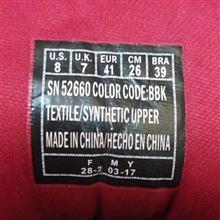 U.S. UK EUR CM BRA
8 7 41 26 39
SN 52660 COLOR CODE:BBK
TEXTILE/SYNTHETIC UPPER
MADE IN CHINA/HECHO EN CHINA
F M Y
28-2 03-17